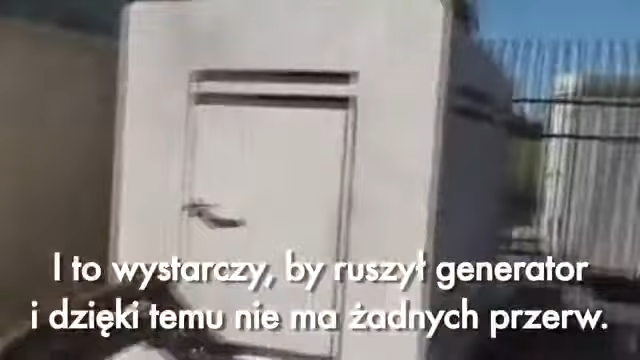 I to wystarczy, by ruszył generator
i dzięki temu nie ma żadnych przerw.